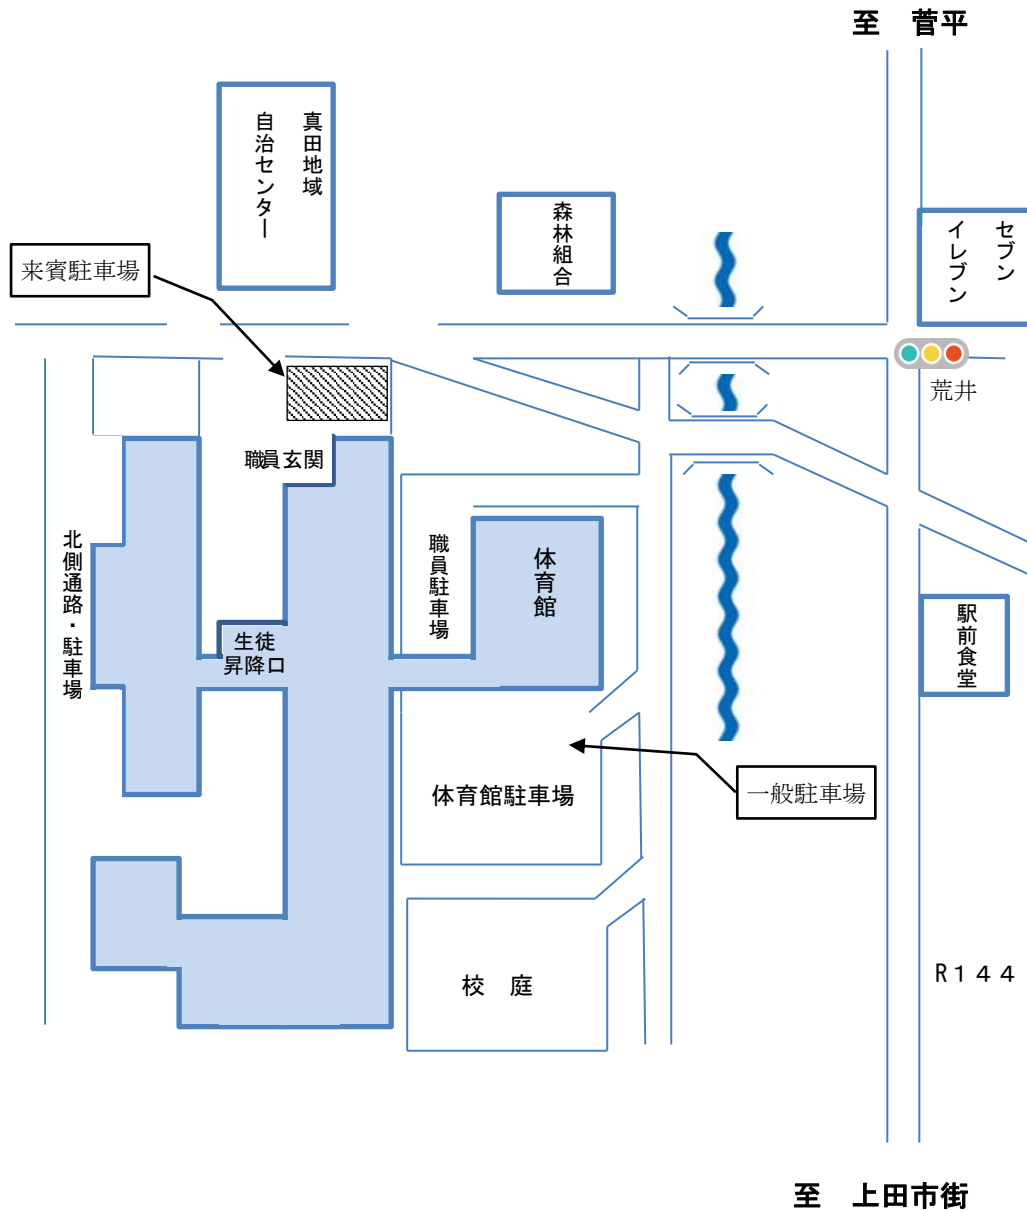 至　菅平
真田地域
自治センター
森林組合
セブン
イレブン
来賓駐車場
荒井
職員玄関
北側通路・駐車場
職員駐車場
体育館
生徒
昇降口
駅前食堂
体育館駐車場
一般駐車場
校　庭
R１４４
至　上田市街